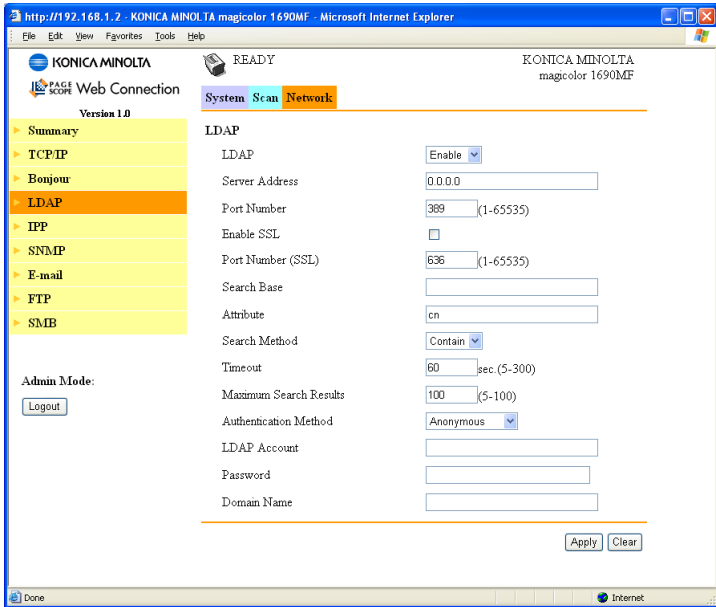 http://192.168.1.2 - KONICA MINOLTA magicolor 1690MF - Microsoft Internet Explorer
File Edit View Favorites Tools Help
KONICA MINOLTA
PAGE SCOPE Web Connection
Version 1.0
READY
KONICA MINOLTA
magicolor 1690MF
System Scan Network
Summary
TCP/IP
Bonjour
LDAP
IPP
SNMP
E-mail
FTP
SMB
Admin Mode:
Logout
LDAP
LDAP Enable
Server Address 0.0.0.0
Port Number 389 (1-65535)
Enable SSL
Port Number (SSL) 636 (1-65535)
Search Base
Attribute cn
Search Method Contain
Timeout 60 sec.(5-300)
Maximum Search Results 100 (5-100)
Authentication Method Anonymous
LDAP Account
Password
Domain Name
Apply Clear
Done Internet